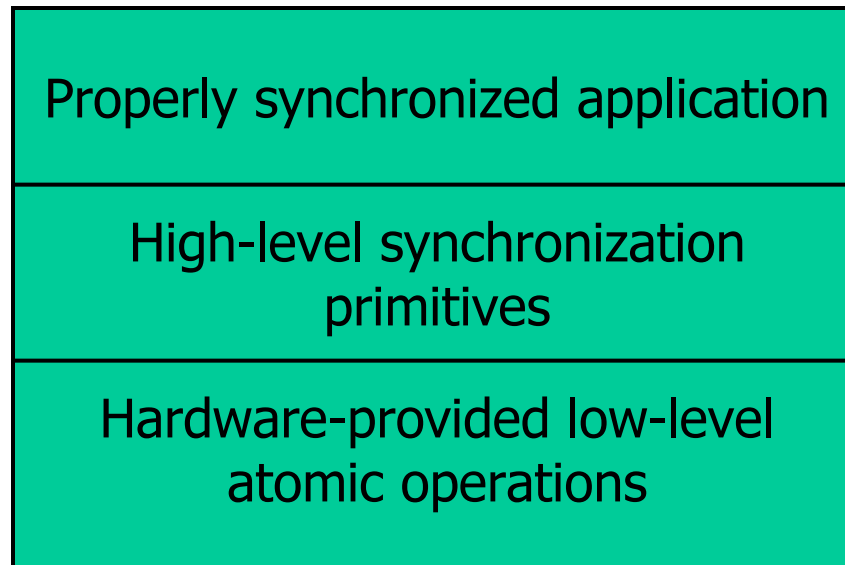 Properly synchronized application
High-level synchronization
primitives
Hardware-provided low-level
atomic operations